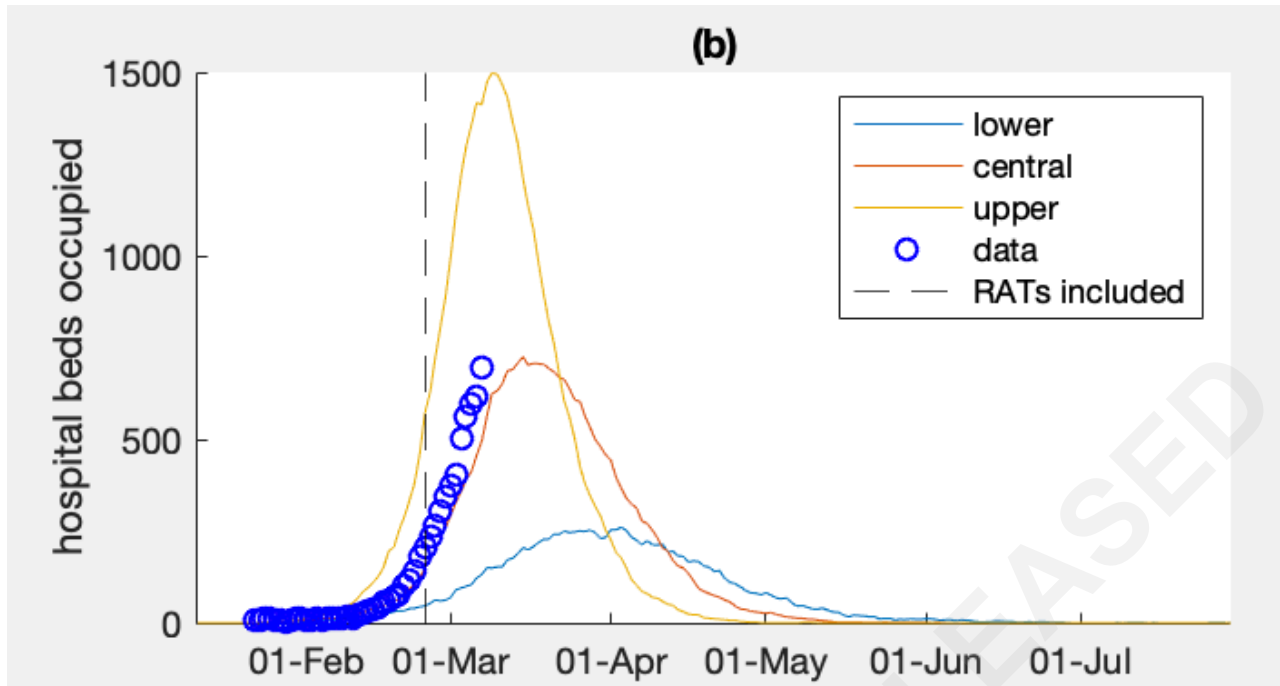 (b)
1500
1000
500
0
hospital beds occupied
lower
central
upper
data
RATs included
01-Feb 01-Mar 01-Apr 01-May 01-Jun 01-Jul